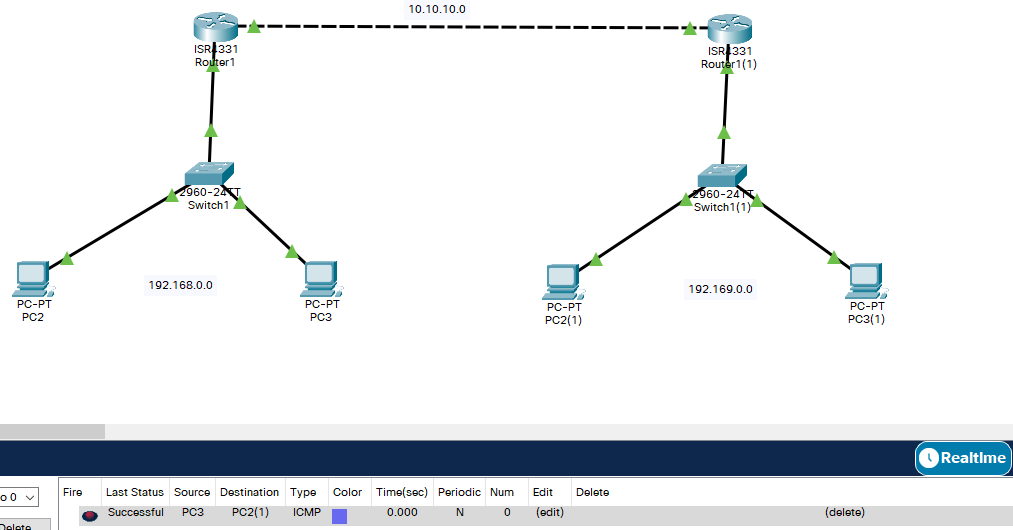 10.10.10.0
ISR4331
Router1
ISR4331
Router1(1)
2960-24TT
Switch1
2960-24TT
Switch1(1)
192.168.0.0
192.169.0.0
PC-PT
PC2
PC-PT
PC3
PC-PT
PC2(1)
PC-PT
PC3(1)
Realtime
o 0
Fire Last Status Source Destination Type Color Time(sec) Periodic Num Edit Delete
Successful PC3 PC2(1) ICMP 0.000 N 0 (edit) (delete)
Delete